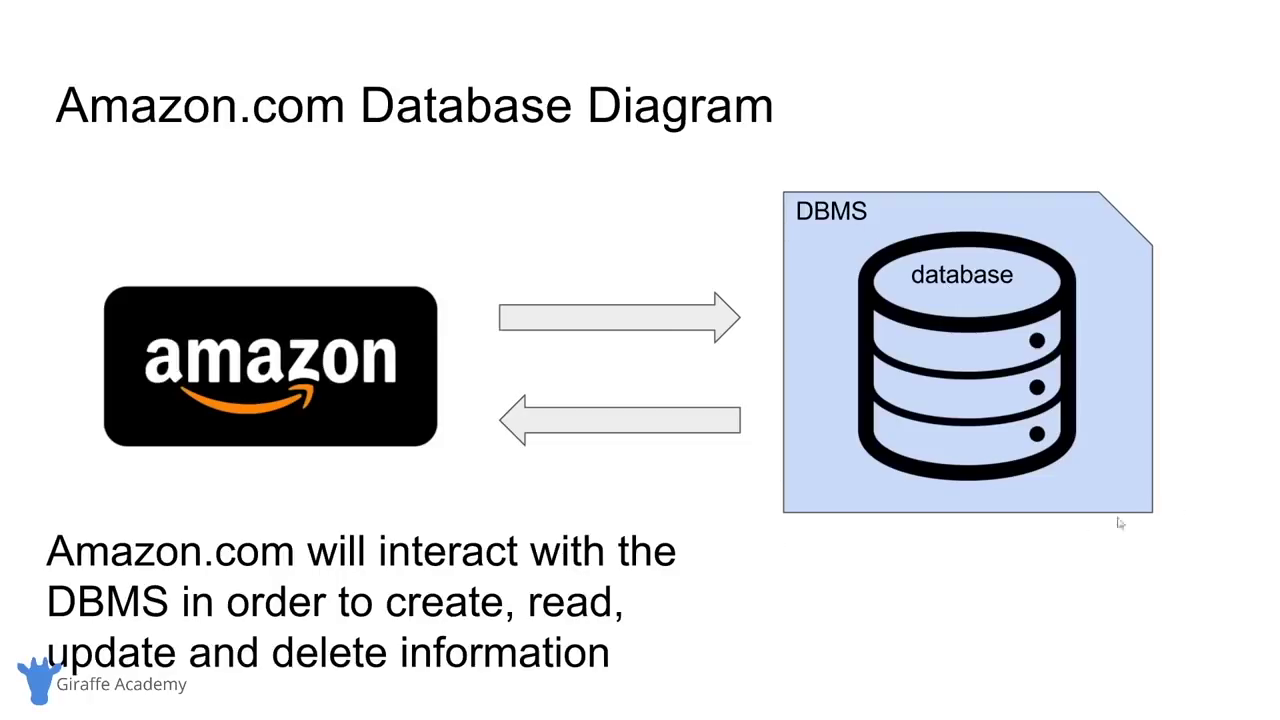 Amazon.com Database Diagram
DBMS
database
amazon
Amazon.com will interact with the
DBMS in order to create, read,
update and delete information
Giraffe Academy